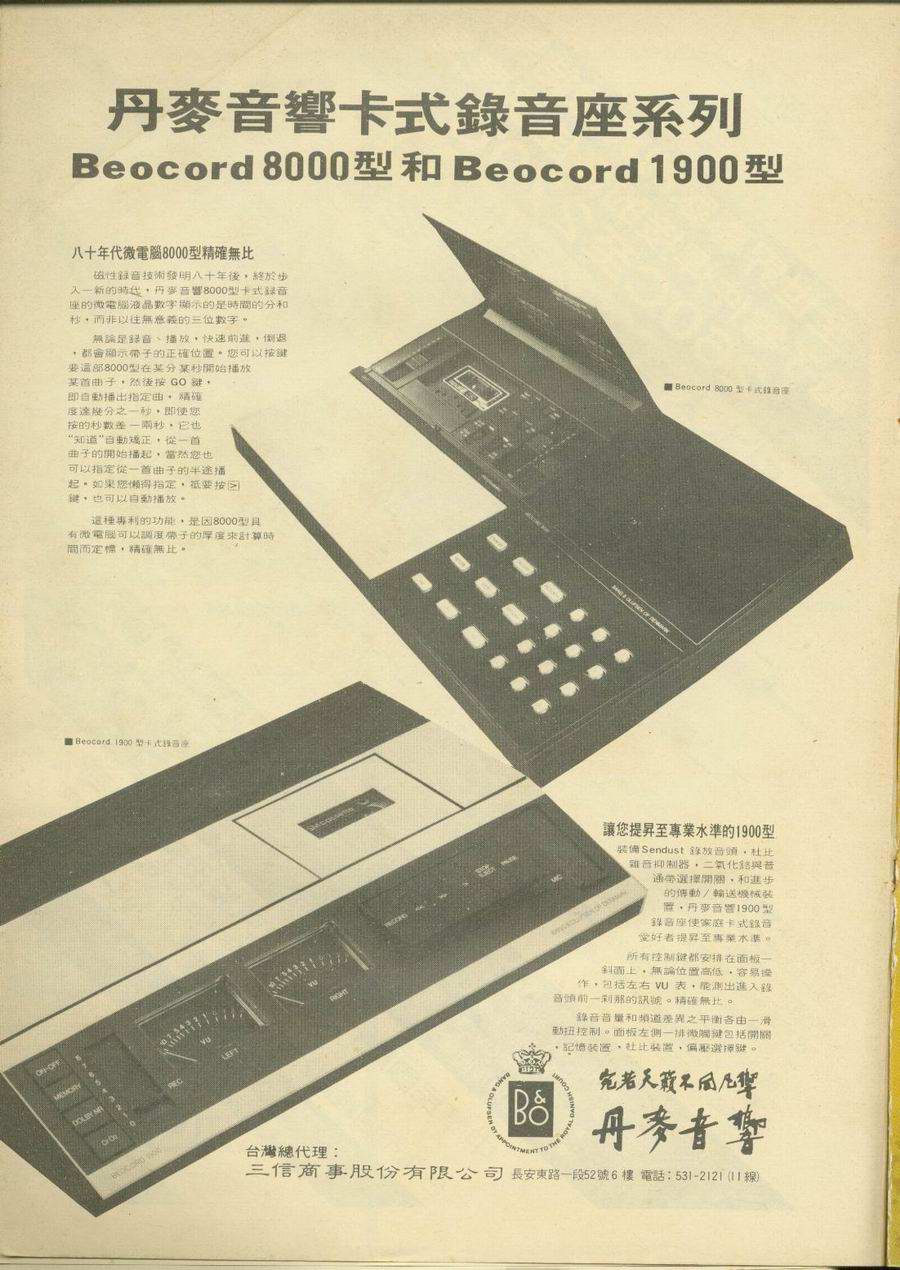 丹麥音響卡式錄音座系列
Beocord 8000型 和 Beocord 1900型
八十年代微電腦8000型精確無比
磁性錄音技術發明八十年後，終於步
入一新的時代，丹麥音響8000型卡式錄音
座的微電腦液晶數字顯示的是時間的分和
秒，而非以往無意義的三位數字。
無論是錄音、播放，快速前進，倒退
，都會顯示帶子的正確位置。您可以按鍵
要這部8000型在某分某秒開始播放
某首曲子，然後按 GO 鍵，
即自動播出指定曲，精確
度達幾分之一秒，即使您
按的秒數差一兩秒，它也
“知道”自動矯正，從一首
曲子的開始播起，當然您也
可以指定從一首曲子的半途播
起。如果您懶得指定，祇要按>
鍵，也可以自動播放。
這種專利的功能，是因8000型具
有微電腦可以調度帶子的厚度來計算時
間而定標，精確無比。
■ Beocord 8000 型卡式錄音座
BANG & OLUFSEN OF DENMARK
■ Beocord 1900 型卡式錄音座
讓您提昇至專業水準的1900型
裝備Sendust 錄放音頭，杜比
雜音抑制器，二氧化鉻與普
通帶選擇開關，和進步
的傳動／輸送機械裝
置，丹麥音響1900型
錄音座使家庭卡式錄音
愛好者提昇至專業水準。
所有控制鍵都安排在面板一
斜面上，無論位置高低，容易操
作，包括左右 VU 表，能測出進入錄
音頭前一剎那的訊號。精確無比。
錄音音量和頻道差異之平衡各由一滑
動扭控制。面板左側一排微觸鍵包括開關
，記憶裝置，杜比裝置，偏壓選擇鍵。
RECORD
STOP
EJECT
PAUSE
MIC
BANG & OLUFSEN OF DENMARK
VU
RIGHT
VU
LEFT
ON-OFF
MEMORY
DOLBY NR
CrO₂
REC
BEOCORD 1900
B&O
BANG & OLUFSEN BY APPOINTMENT TO THE ROYAL DANISH COURT
丹麥音響
台灣總代理：
三信商事股份有限公司 長安東路一段52號6樓 電話：531-2121 (11線)